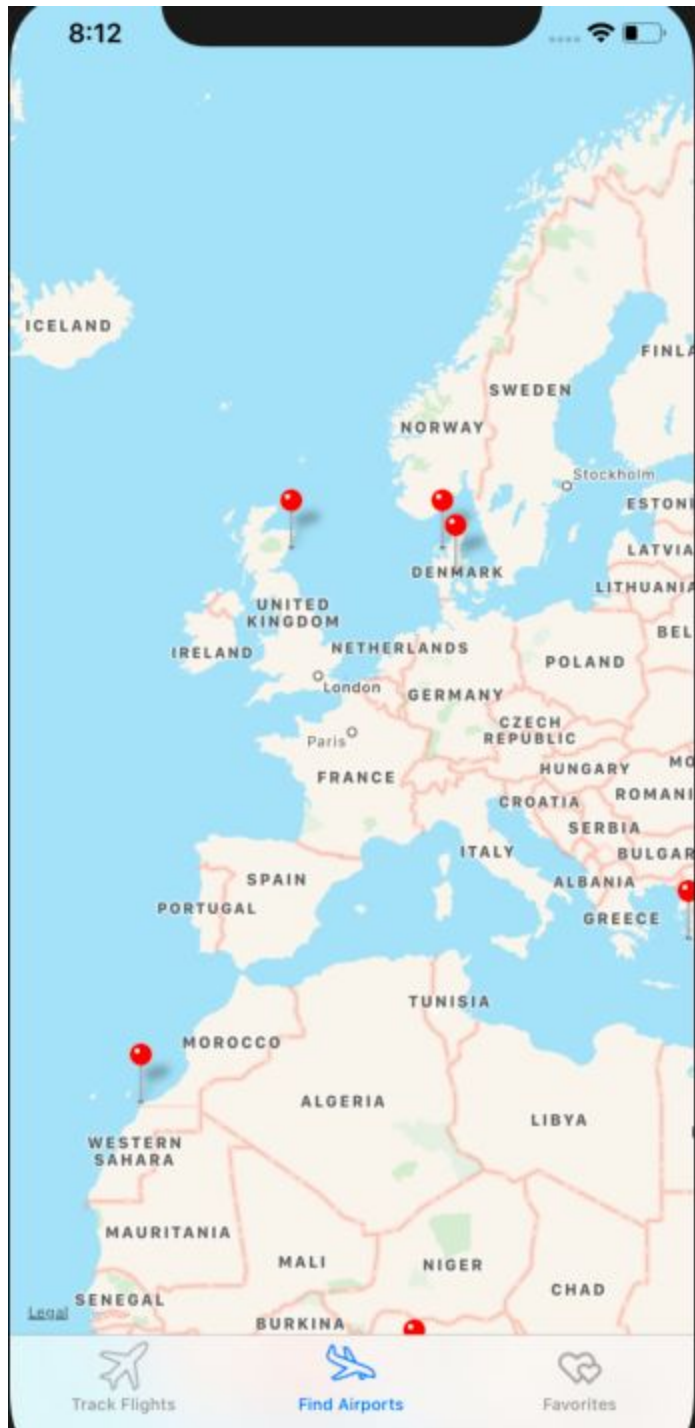 8:12
ICELAND
FINLA
SWEDEN
NORWAY
Stockholm
ESTONI
LATVIA
DENMARK
LITHUANIA
UNITED
KINGDOM
BEL
IRELAND
NETHERLANDS
POLAND
London
GERMANY
CZECH
REPUBLIC
Paris
HUNGARY
MO
FRANCE
ROMANI
CROATIA
SERBIA
ITALY
BULGAR
SPAIN
ALBANIA
PORTUGAL
GREECE
TUNISIA
MOROCCO
ALGERIA
LIBYA
WESTERN
SAHARA
MAURITANIA
MALI
NIGER
CHAD
SENEGAL
Legal
BURKINA
Track Flights
Find Airports
Favorites